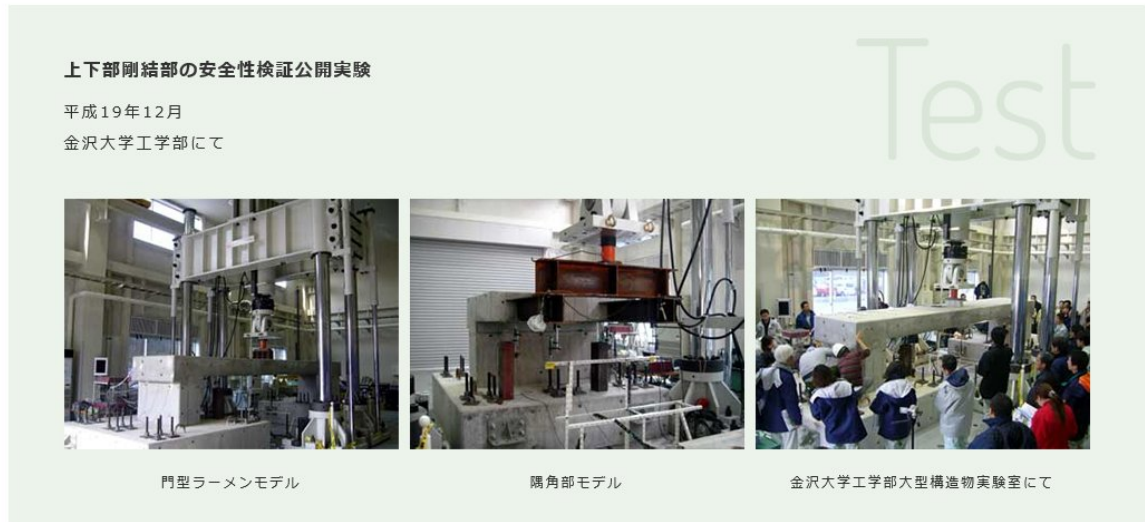 Test
上下部剛結部の安全性検証公開実験
平成19年12月
金沢大学工学部にて
門型ラーメンモデル
隅角部モデル
金沢大学工学部大型構造物実験室にて